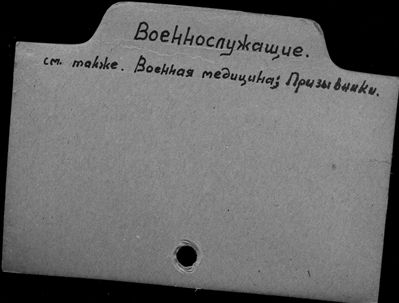 Военнослужащие.
см. также. Военная медицина; Призывники.